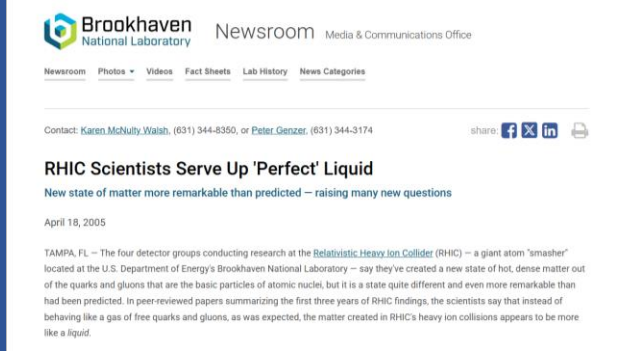 Brookhaven
National Laboratory
Newsroom Media & Communications Office
Newsroom Photos Videos Fact Sheets Lab History News Categories
Contact: Karen McNulty Walsh, (631) 344-8350, or Peter Genzer, (631) 344-3174
share:
RHIC Scientists Serve Up 'Perfect' Liquid
New state of matter more remarkable than predicted — raising many new questions
April 18, 2005
TAMPA, FL — The four detector groups conducting research at the Relativistic Heavy Ion Collider (RHIC) — a giant atom "smasher"
located at the U.S. Department of Energy's Brookhaven National Laboratory — say they've created a new state of hot, dense matter out
of the quarks and gluons that are the basic particles of atomic nuclei, but it is a state quite different and even more remarkable than
had been predicted. In peer-reviewed papers summarizing the first three years of RHIC findings, the scientists say that instead of
behaving like a gas of free quarks and gluons, as was expected, the matter created in RHIC's heavy ion collisions appears to be more
like a liquid.